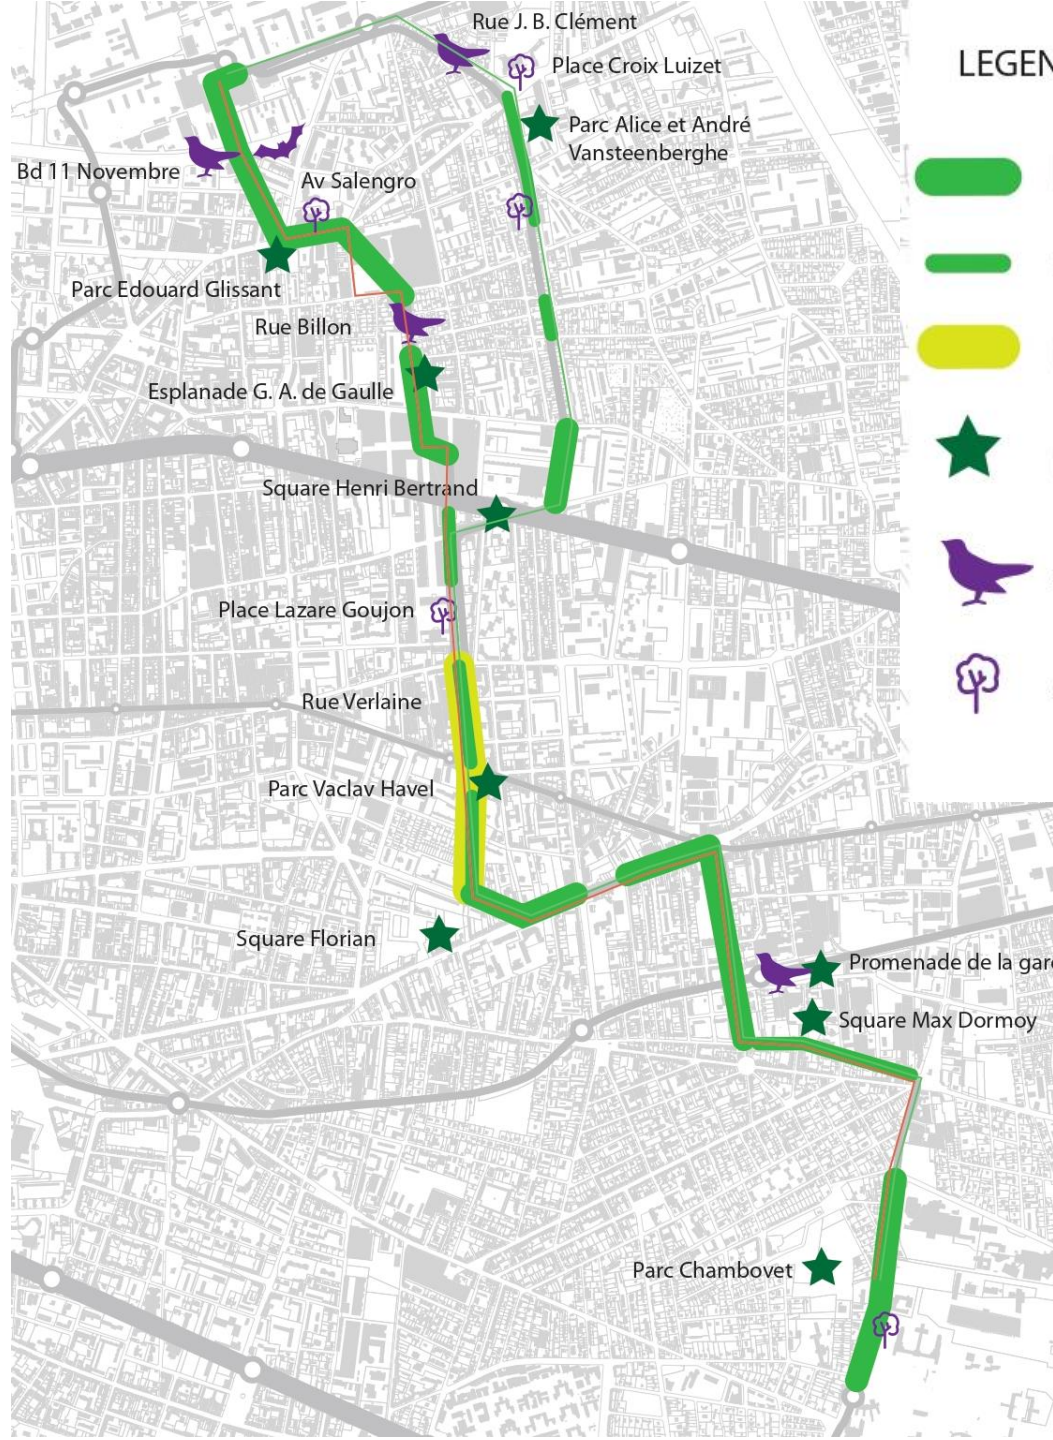 Rue J. B. Clément
Place Croix Luizet
LEGEN
Parc Alice et André
Vansteenberghe
Bd 11 Novembre
Av Salengro
Parc Edouard Glissant
Rue Billon
Esplanade G. A. de Gaulle
Square Henri Bertrand
Place Lazare Goujon
Rue Verlaine
Parc Vaclav Havel
Square Florian
Promenade de la gare
Square Max Dormoy
Parc Chambovet